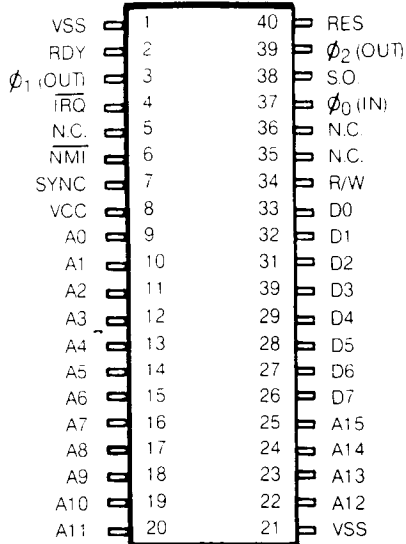 VSS 1 40 RES
RDY 2 39 ϕ2 (OUT)
ϕ1 (OUT) 3 38 S.O.
IRQ 4 37 ϕ0 (IN)
N.C. 5 36 N.C.
NMI 6 35 N.C.
SYNC 7 34 R/W
VCC 8 33 D0
A0 9 32 D1
A1 10 31 D2
A2 11 39 D3
A3 12 29 D4
A4 13 28 D5
A5 14 27 D6
A6 15 26 D7
A7 16 25 A15
A8 17 24 A14
A9 18 23 A13
A10 19 22 A12
A11 20 21 VSS